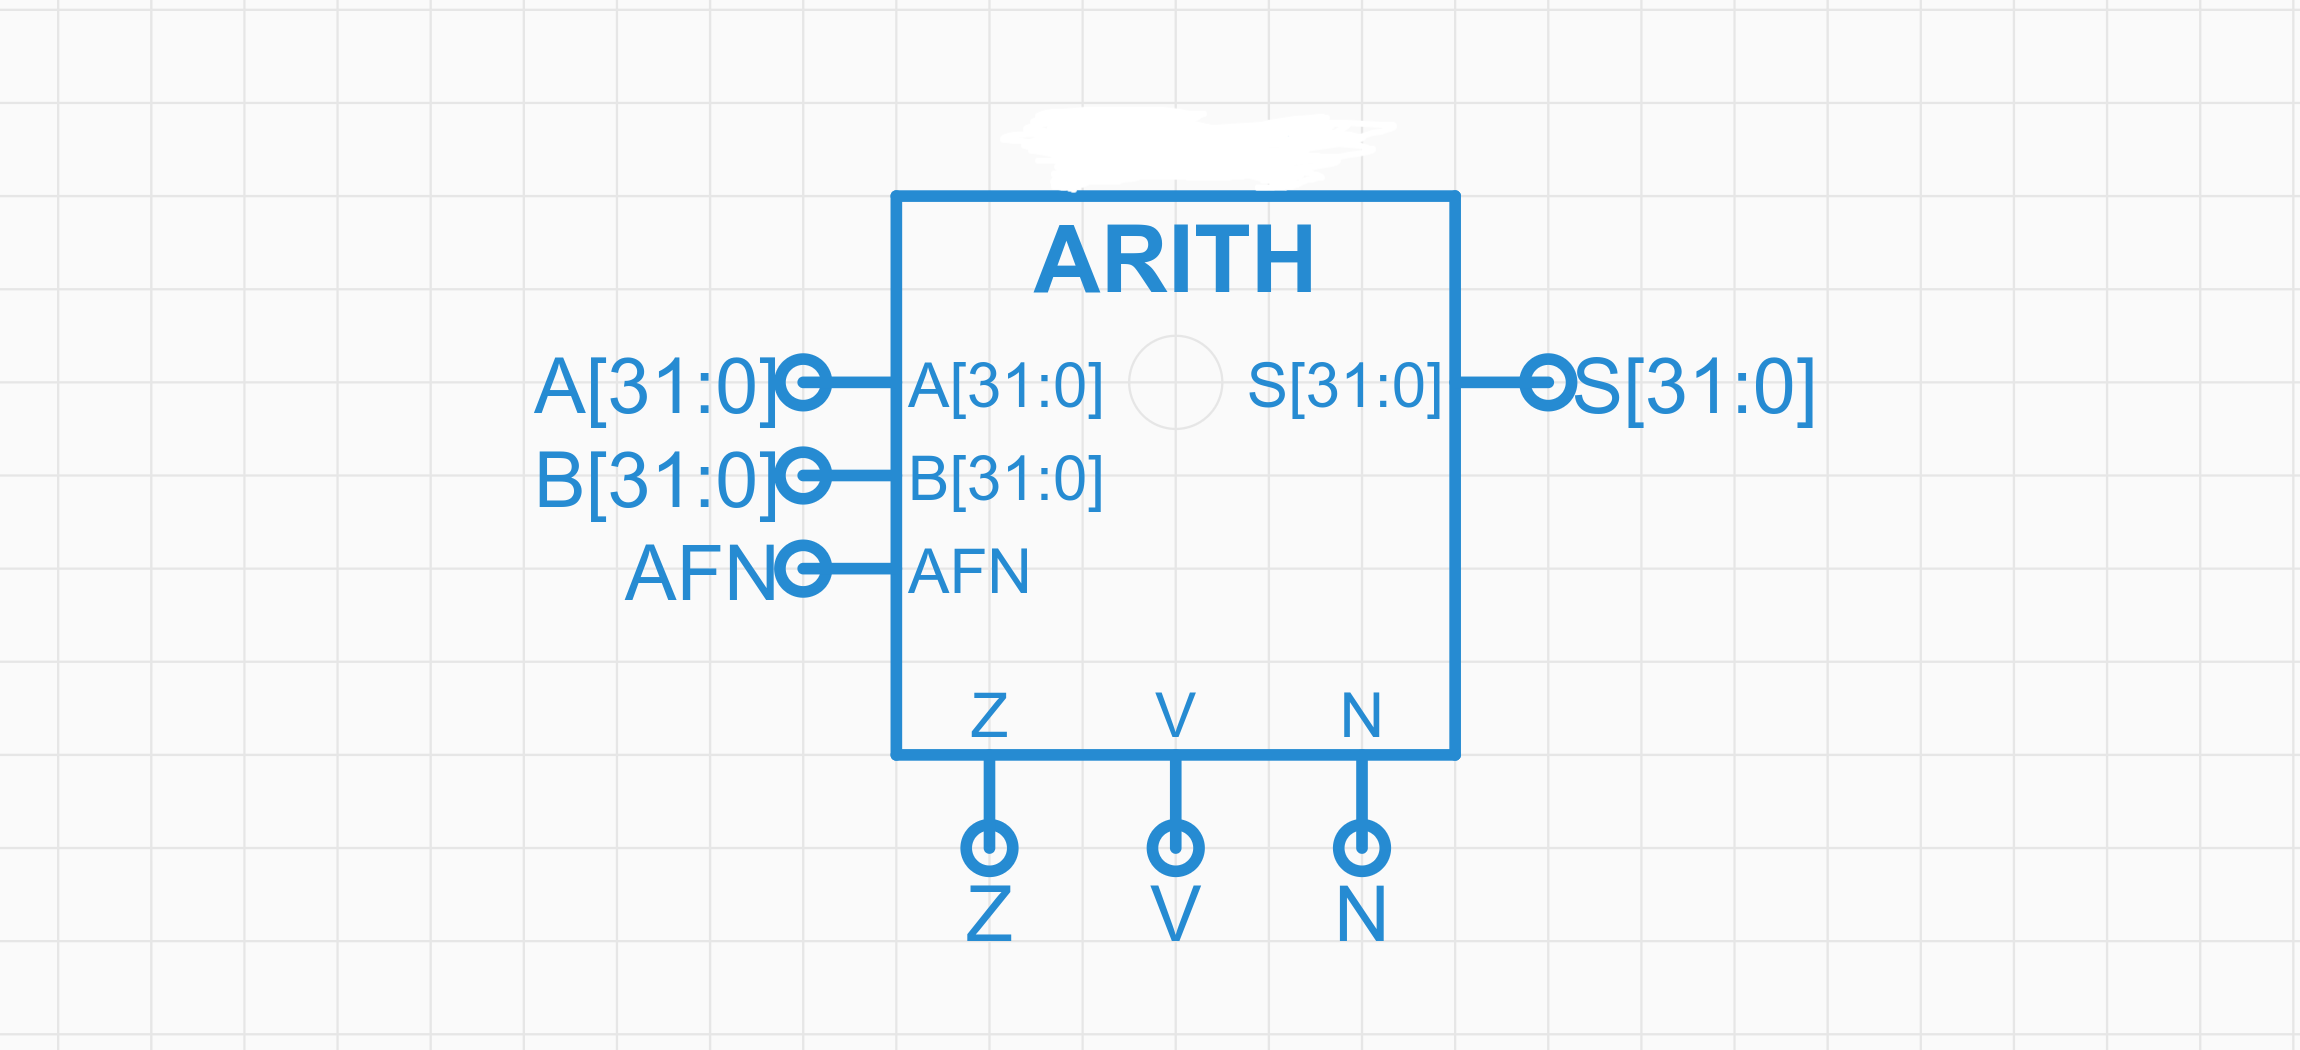 ARITH
A[31:0] A[31:0] S[31:0] S[31:0]
B[31:0] B[31:0]
AFN AFN
Z V N
Z V N